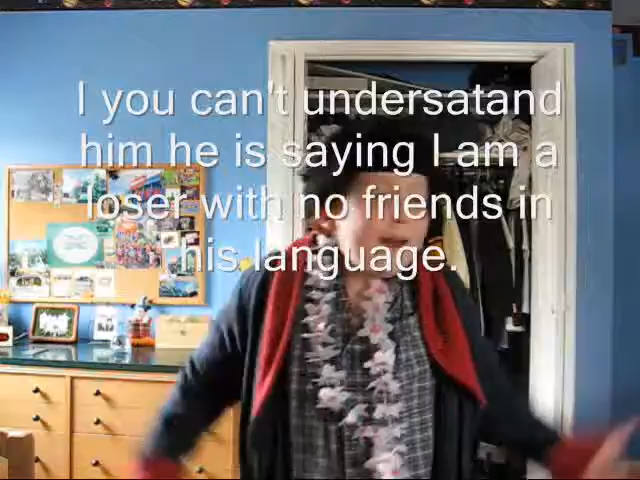 I you can't undersatand
him he is saying I am a
loser with no friends in
his language.